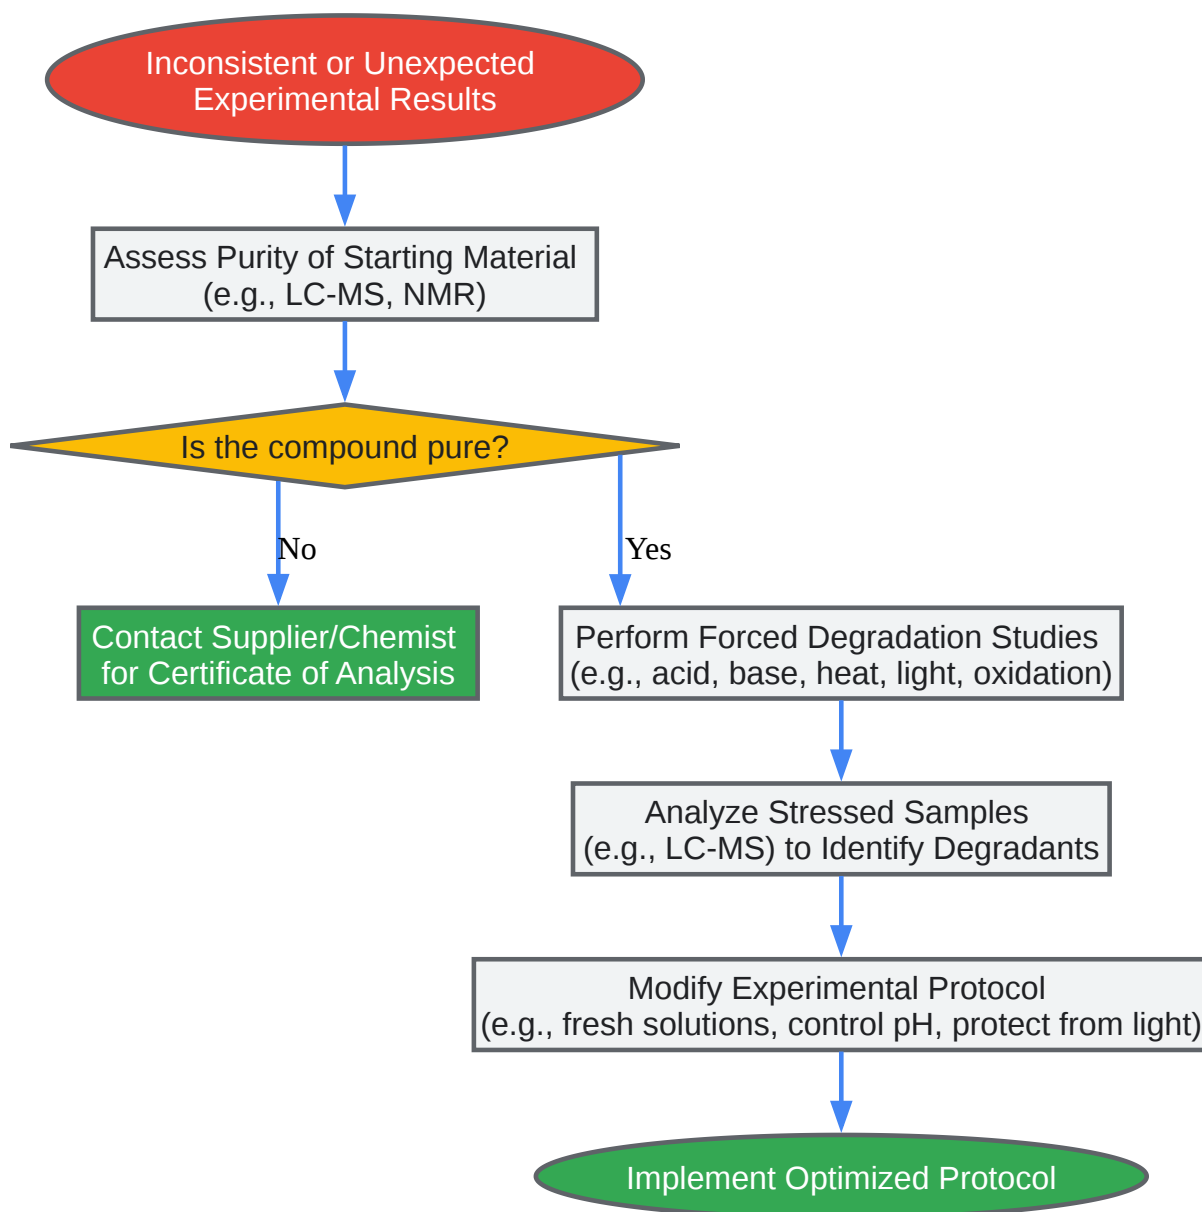 Inconsistent or Unexpected
Experimental Results
Assess Purity of Starting Material
(e.g., LC-MS, NMR)
Is the compound pure?
No
Yes
Contact Supplier/Chemist
for Certificate of Analysis
Perform Forced Degradation Studies
(e.g., acid, base, heat, light, oxidation)
Analyze Stressed Samples
(e.g., LC-MS) to Identify Degradants
Modify Experimental Protocol
(e.g., fresh solutions, control pH, protect from light)
Implement Optimized Protocol